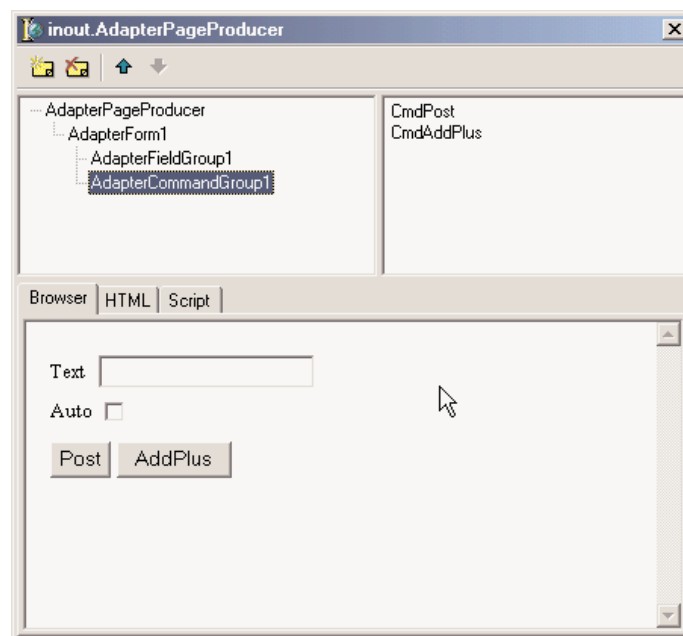 inout.AdapterPageProducer
AdapterPageProducer
AdapterForm1
AdapterFieldGroup1
AdapterCommandGroup1
CmdPost
CmdAddPlus
Browser HTML Script
Text
Auto
Post AddPlus